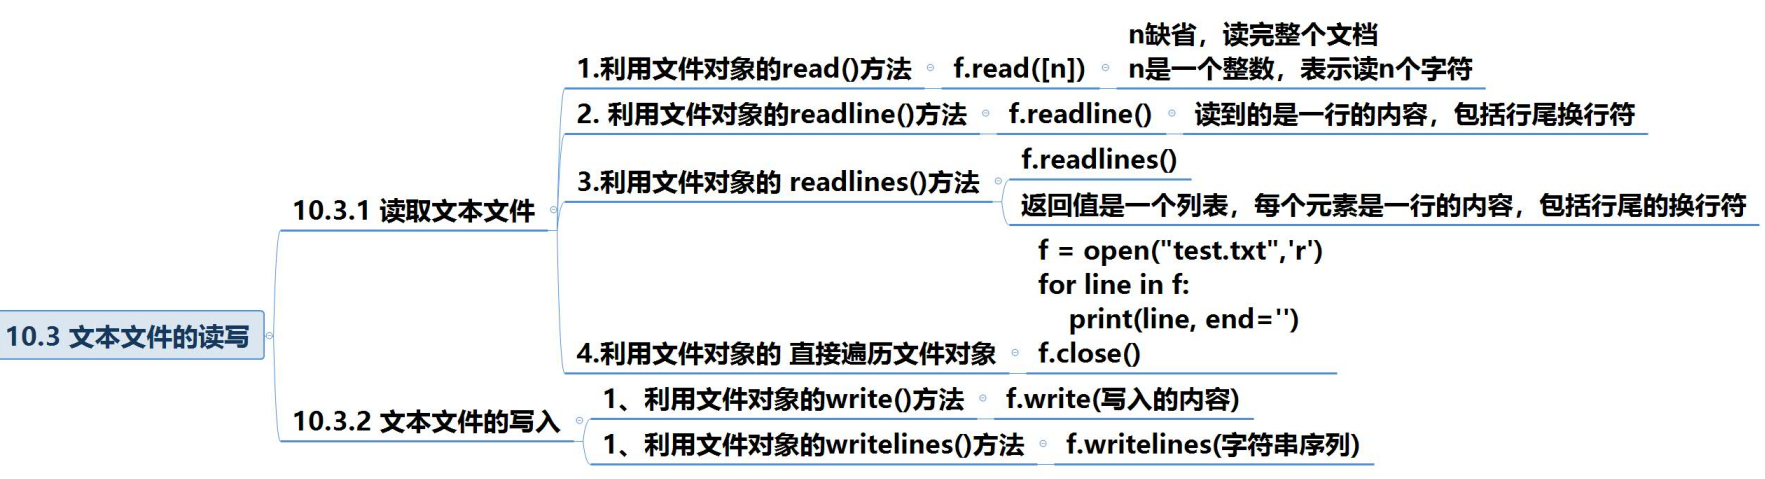 10.3 文本文件的读写
10.3.1 读取文本文件
1.利用文件对象的read()方法
f.read([n])
n缺省，读完整个文档
n是一个整数，表示读n个字符
2. 利用文件对象的readline()方法
f.readline()
读到的是一行的内容，包括行尾换行符
3.利用文件对象的 readlines()方法
f.readlines()
返回值是一个列表，每个元素是一行的内容，包括行尾的换行符
4.利用文件对象的 直接遍历文件对象
f = open("test.txt",'r')
for line in f:
    print(line, end='')
f.close()
10.3.2 文本文件的写入
1、利用文件对象的write()方法
f.write(写入的内容)
1、利用文件对象的writelines()方法
f.writelines(字符串序列)